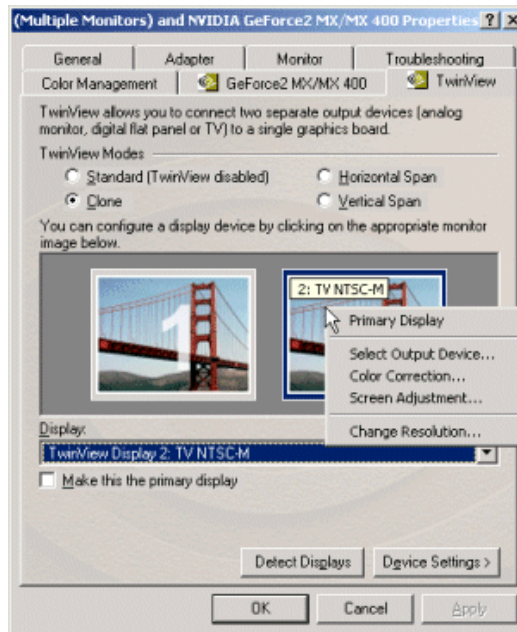 (Multiple Monitors) and NVIDIA GeForce2 MX/MX 400 Properties
General Adapter Monitor Troubleshooting
Color Management GeForce2 MX/MX 400 TwinView
TwinView allows you to connect two separate output devices (analog
monitor, digital flat panel or TV) to a single graphics board.
TwinView Modes
Standard (TwinView disabled) Horizontal Span
Clone Vertical Span
You can configure a display device by clicking on the appropriate monitor
image below.
1
2: TV NTSC-M
Primary Display
Select Output Device...
Color Correction...
Screen Adjustment...
Change Resolution...
Display:
TwinView Display 2: TV NTSC-M
Make this the primary display
Detect Displays Device Settings >
OK Cancel Apply